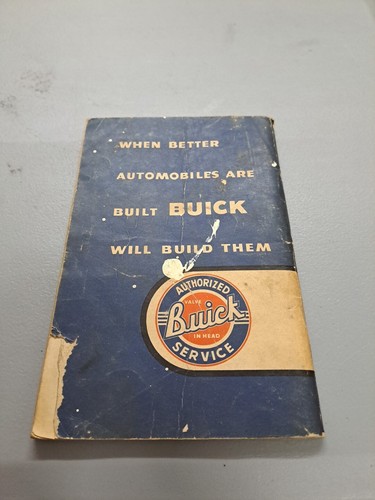 WHEN BETTER
AUTOMOBILES ARE
BUILT BUICK
WILL BUILD THEM
AUTHORIZED
VALVE
Buick
IN HEAD
SERVICE